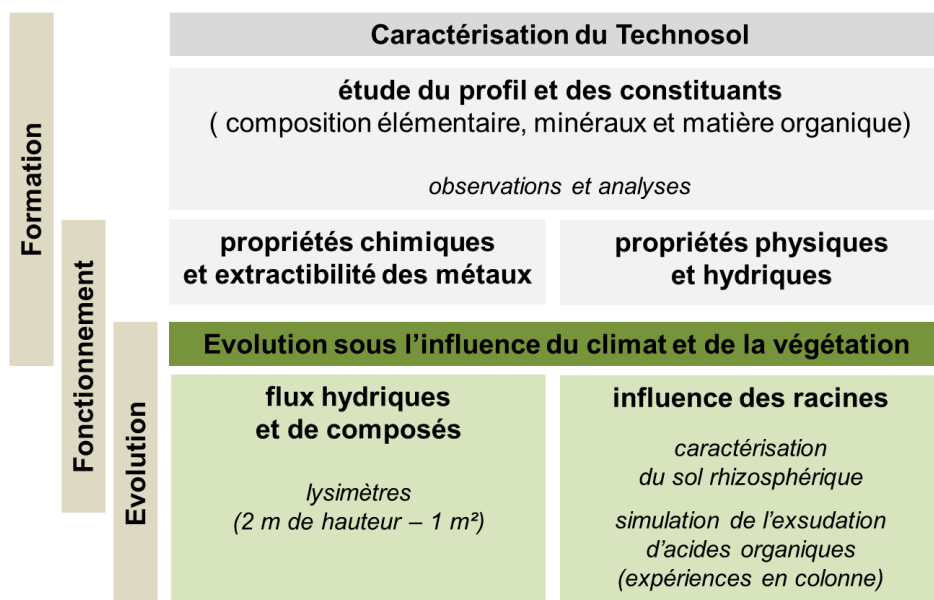 Formation
Fonctionnement
Evolution
Caractérisation du Technosol
étude du profil et des constituants
( composition élémentaire, minéraux et matière organique)
observations et analyses
propriétés chimiques
et extractibilité des métaux
propriétés physiques
et hydriques
Evolution sous l'influence du climat et de la végétation
flux hydriques
et de composés
lysimètres
(2 m de hauteur – 1 m²)
influence des racines
caractérisation
du sol rhizosphérique
simulation de l'exsudation
d'acides organiques
(expériences en colonne)